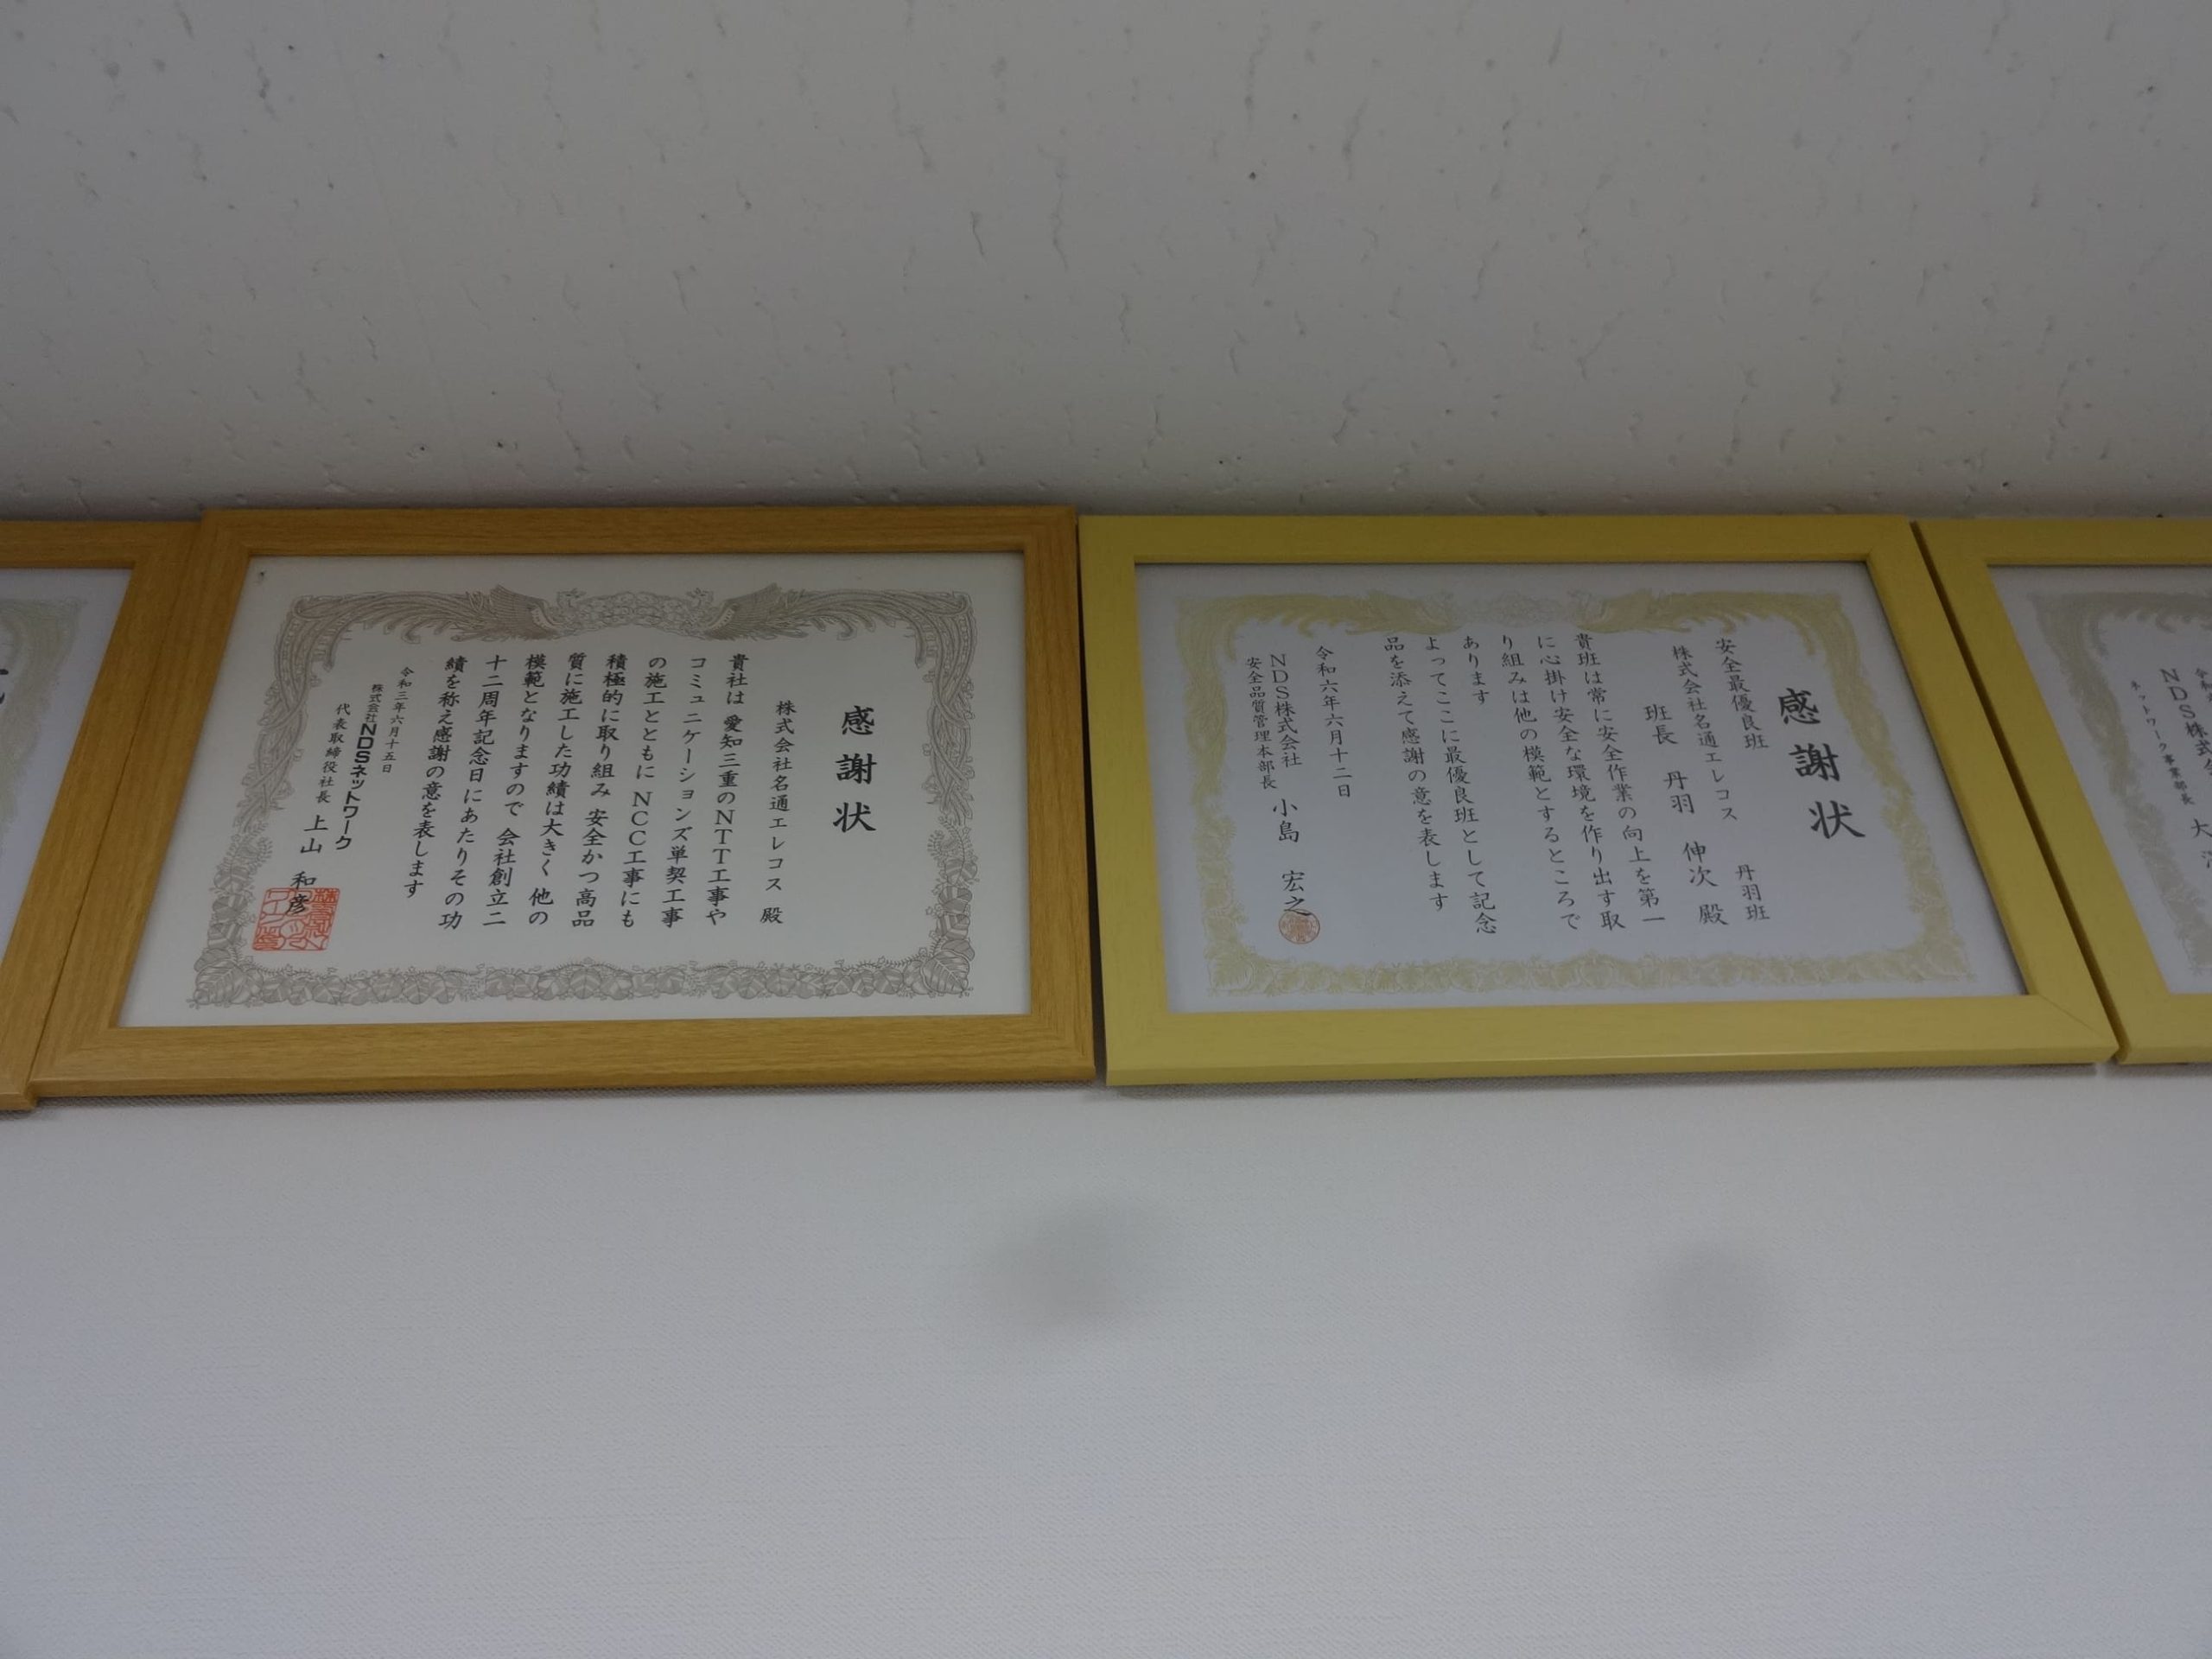 感謝状
株式会社名通エレコス 殿
貴社は 愛知三重のNTT工事や
コミュニケーションズ単契工事
の施工とともに NCC工事にも
積極的に取り組み 安全かつ高品
質に施工した功績は大きく 他の
模範となりますので 会社創立二
十二周年記念日にあたりその功
績を称え感謝の意を表します
令和三年六月十五日
株式会社NDSネットワーク
代表取締役社長 上山 和彦
感謝状
安全最優良班 丹羽班
株式会社名通エレコス
班長 丹羽 伸次 殿
貴班は常に安全作業の向上を第一
に心掛け安全な環境を作り出す取
り組みは他の模範とするところで
あります
よってここに最優良班として記念
品を添えて感謝の意を表します
令和六年六月十二日
NDS株式会社
安全品質管理本部長 小島 宏之
令和
NDS株式会
ネットワーク事業部長 大